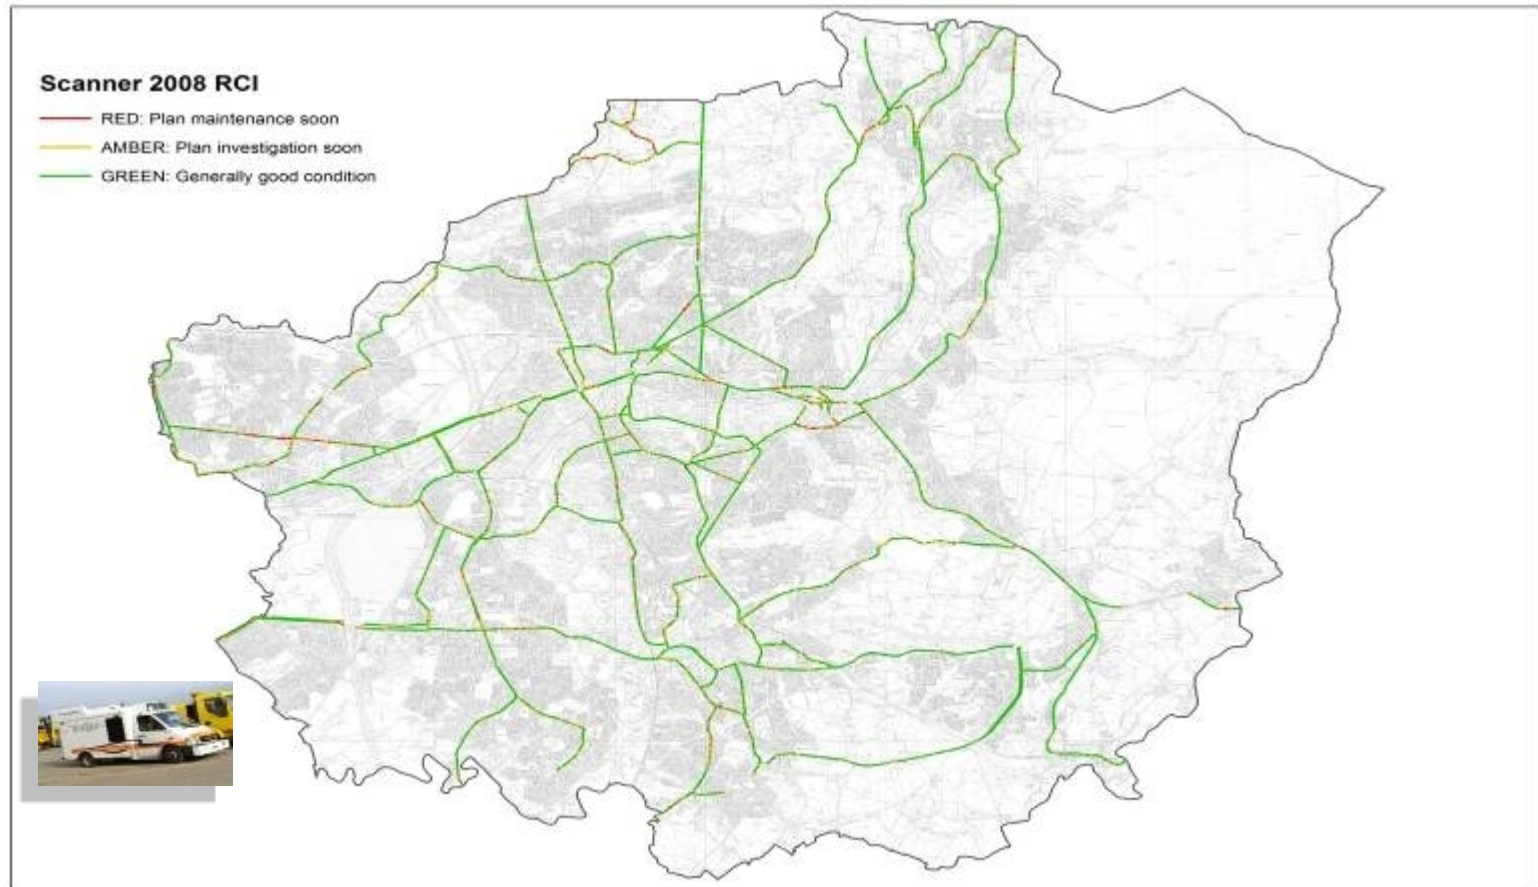 Scanner 2008 RCI
RED: Plan maintenance soon
AMBER: Plan investigation soon
GREEN: Generally good condition